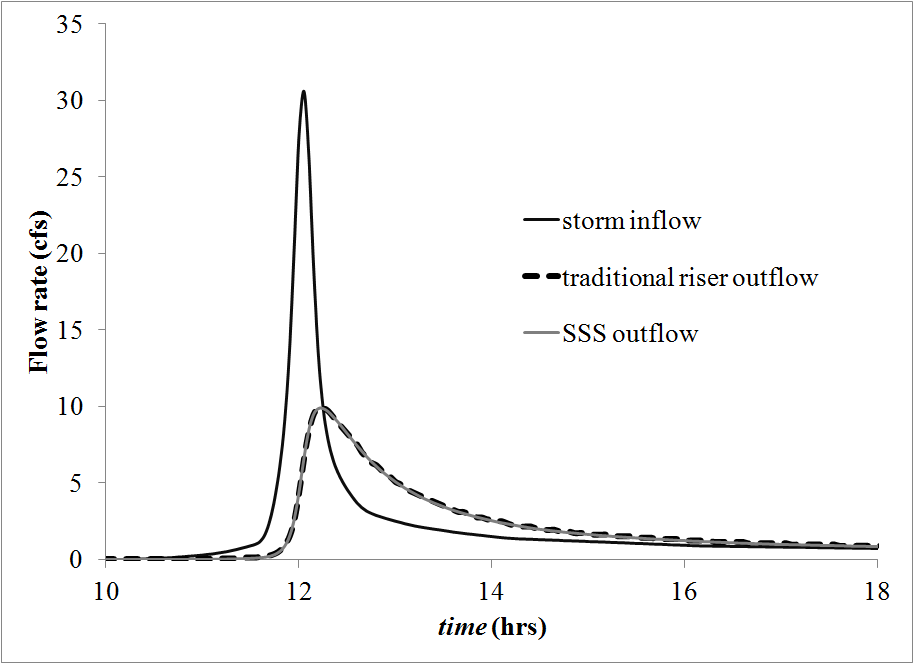 35
30
25
20
15
10
5
0
Flow rate (cfs)
storm inflow
traditional riser outflow
SSS outflow
10 12 14 16 18
time (hrs)